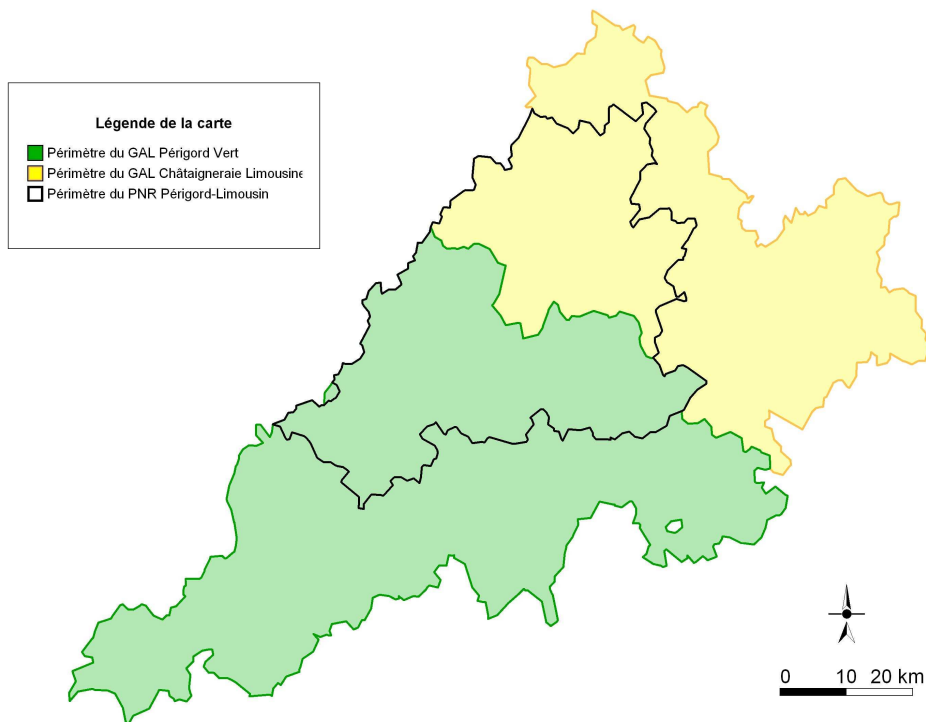 Légende de la carte
Périmètre du GAL Périgord Vert
Périmètre du GAL Châtaigneraie Limousine
Périmètre du PNR Périgord-Limousin
0 10 20 km